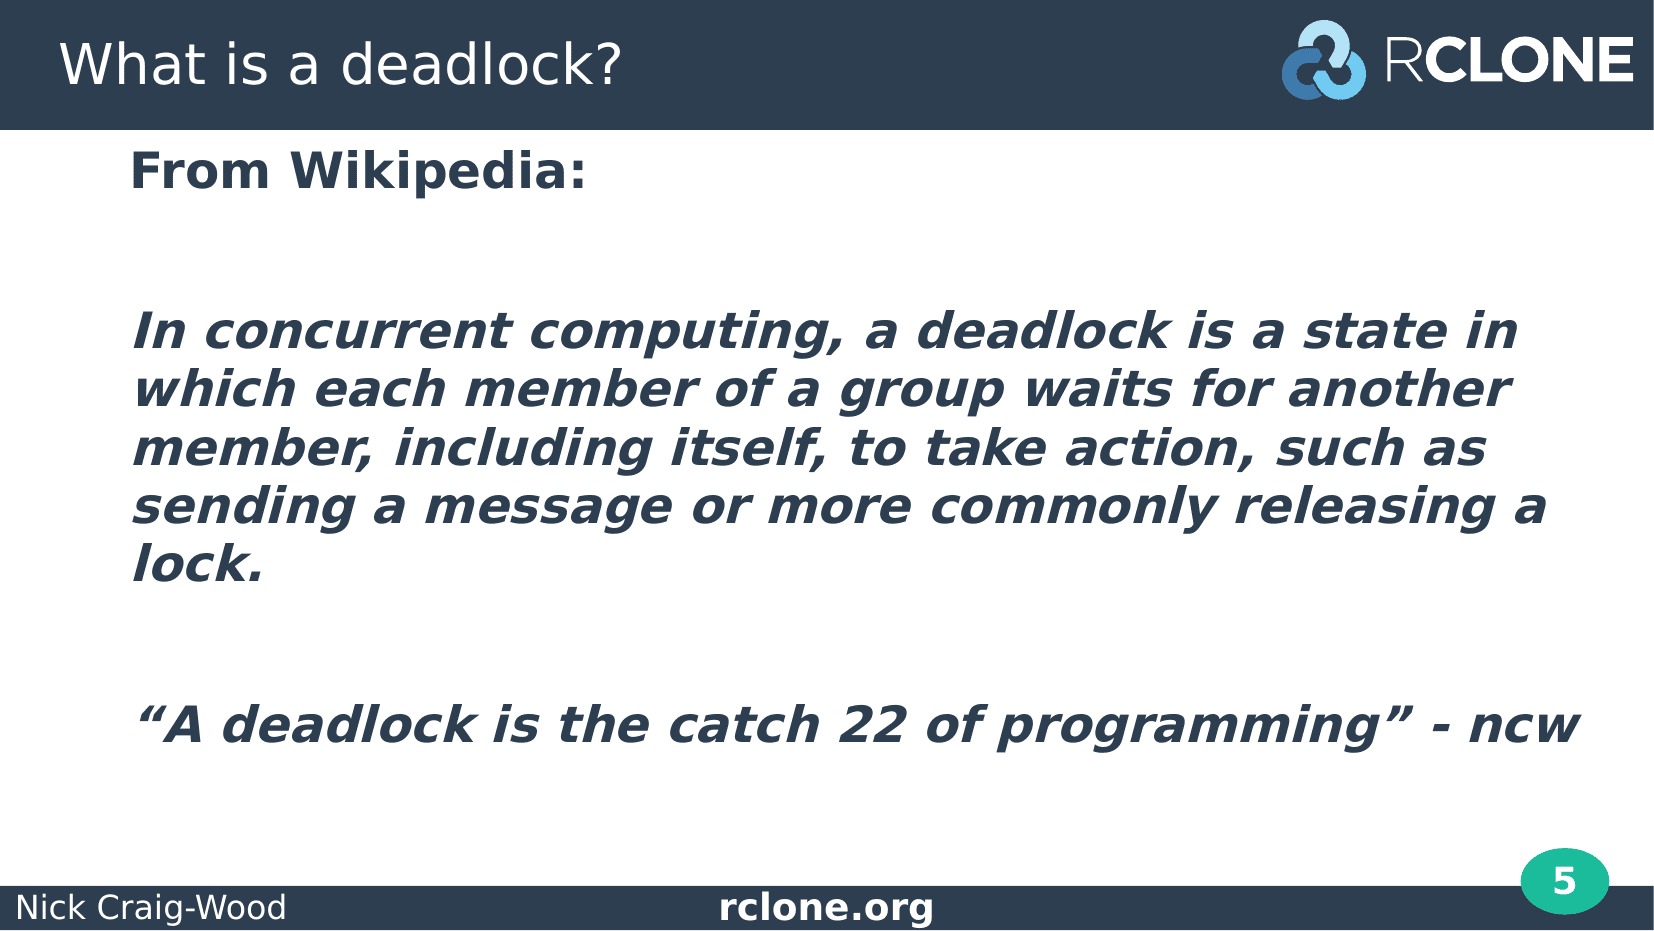 What is a deadlock?
RCLONE
From Wikipedia:
In concurrent computing, a deadlock is a state in
which each member of a group waits for another
member, including itself, to take action, such as
sending a message or more commonly releasing a
lock.
“A deadlock is the catch 22 of programming” - ncw
5
Nick Craig-Wood
rclone.org